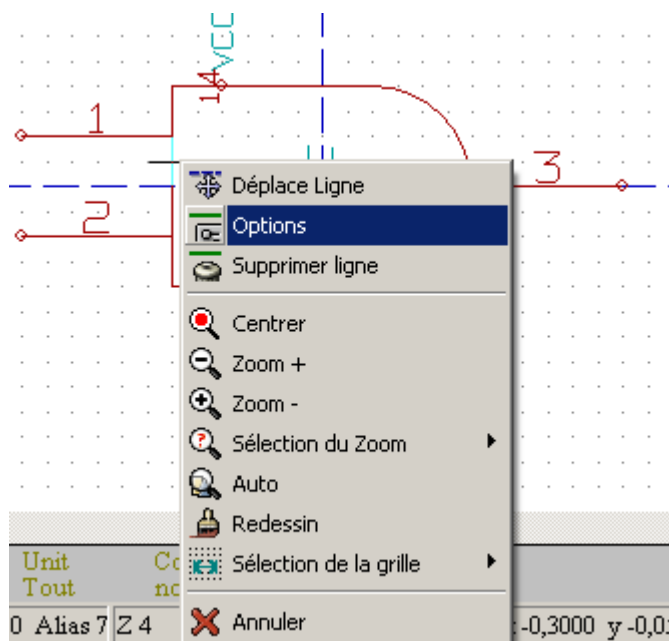 VCC
14
1
3
2
Déplace Ligne
Options
Supprimer ligne
Centrer
Zoom +
Zoom -
Sélection du Zoom
Auto
Redessin
Sélection de la grille
Annuler
Unit
Tout
0 Alias 7 Z 4 -0,3000 y -0,0